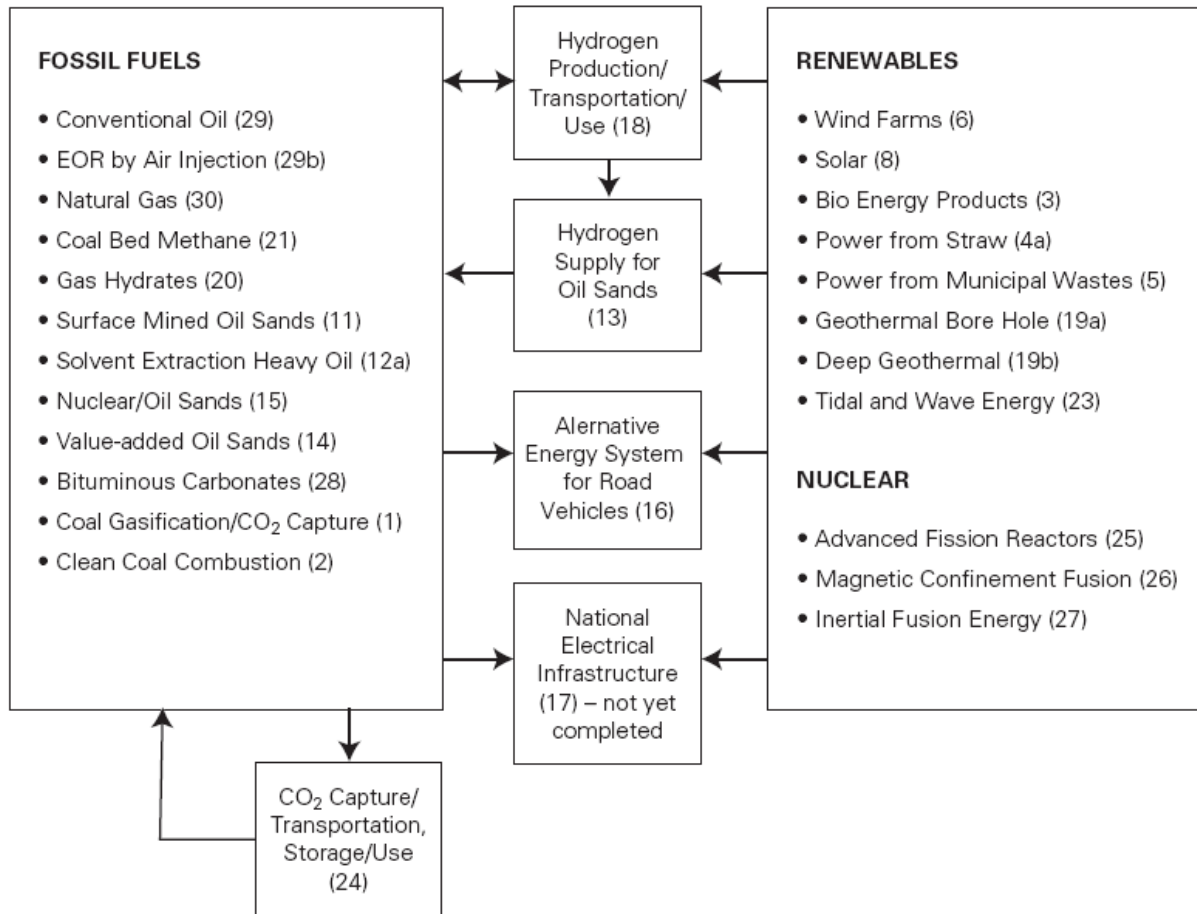 FOSSIL FUELS
• Conventional Oil (29)
• EOR by Air Injection (29b)
• Natural Gas (30)
• Coal Bed Methane (21)
• Gas Hydrates (20)
• Surface Mined Oil Sands (11)
• Solvent Extraction Heavy Oil (12a)
• Nuclear/Oil Sands (15)
• Value-added Oil Sands (14)
• Bituminous Carbonates (28)
• Coal Gasification/CO₂ Capture (1)
• Clean Coal Combustion (2)
Hydrogen
Production/
Transportation/
Use (18)
Hydrogen
Supply for
Oil Sands
(13)
Alernative
Energy System
for Road
Vehicles (16)
National
Electrical
Infrastructure
(17) – not yet
completed
CO₂ Capture/
Transportation,
Storage/Use
(24)
RENEWABLES
• Wind Farms (6)
• Solar (8)
• Bio Energy Products (3)
• Power from Straw (4a)
• Power from Municipal Wastes (5)
• Geothermal Bore Hole (19a)
• Deep Geothermal (19b)
• Tidal and Wave Energy (23)
NUCLEAR
• Advanced Fission Reactors (25)
• Magnetic Confinement Fusion (26)
• Inertial Fusion Energy (27)